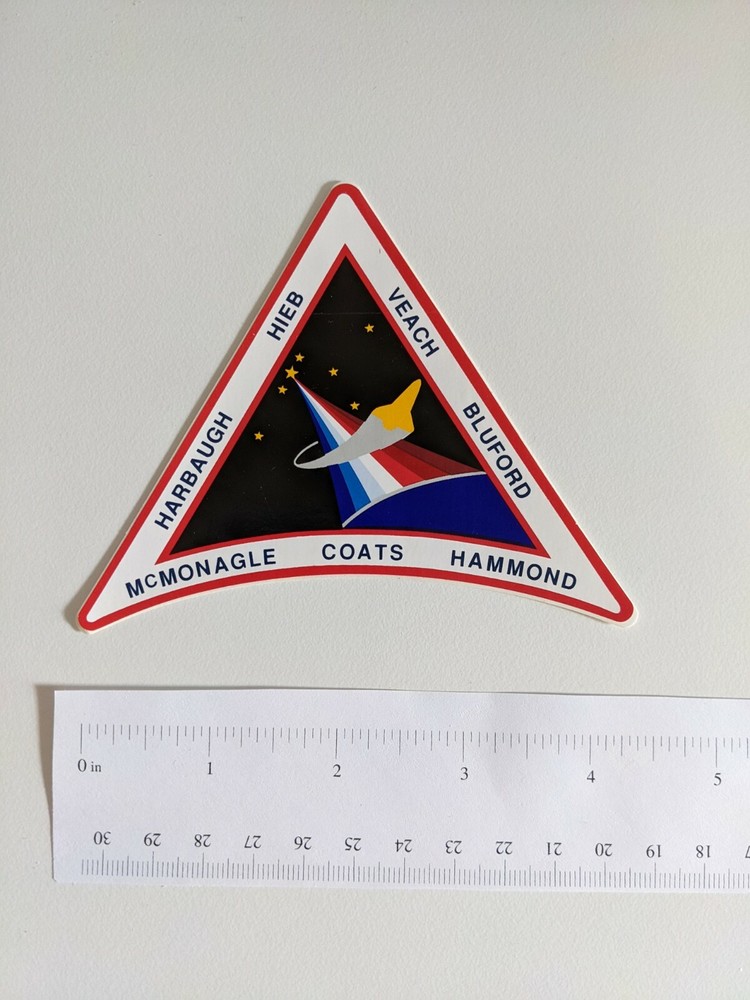 HIEB
VEACH
HARBAUGH
BLUFORD
McMONAGLE COATS HAMMOND
0 in 1 2 3 4 5
30 29 28 27 26 25 24 23 22 21 20 19 18